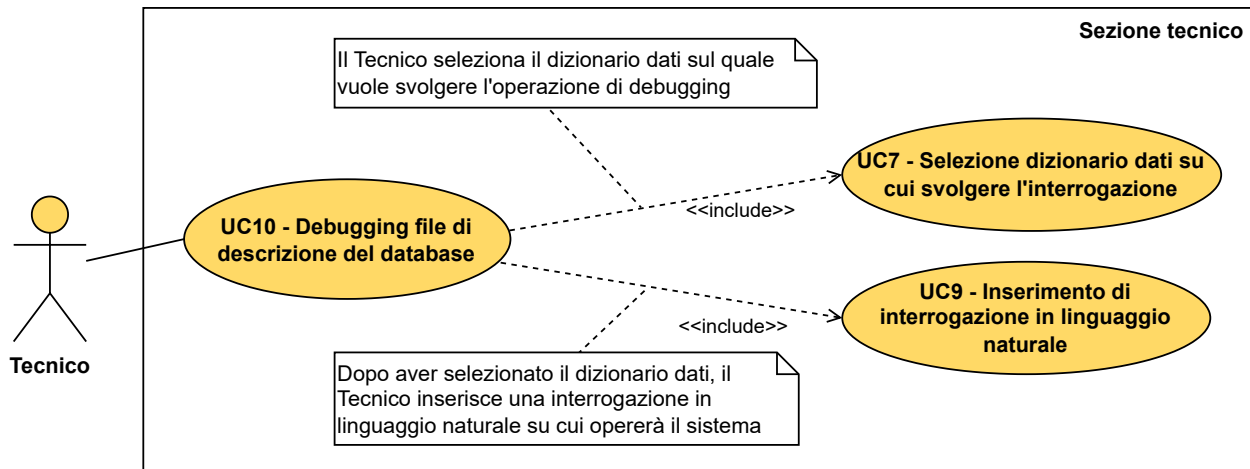 Sezione tecnico
Il Tecnico seleziona il dizionario dati sul quale
vuole svolgere l'operazione di debugging
UC7 - Selezione dizionario dati su
cui svolgere l'interrogazione
<<include>>
UC10 - Debugging file di
descrizione del database
UC9 - Inserimento di
interrogazione in linguaggio
naturale
<<include>>
Tecnico
Dopo aver selezionato il dizionario dati, il
Tecnico inserisce una interrogazione in
linguaggio naturale su cui opererà il sistema